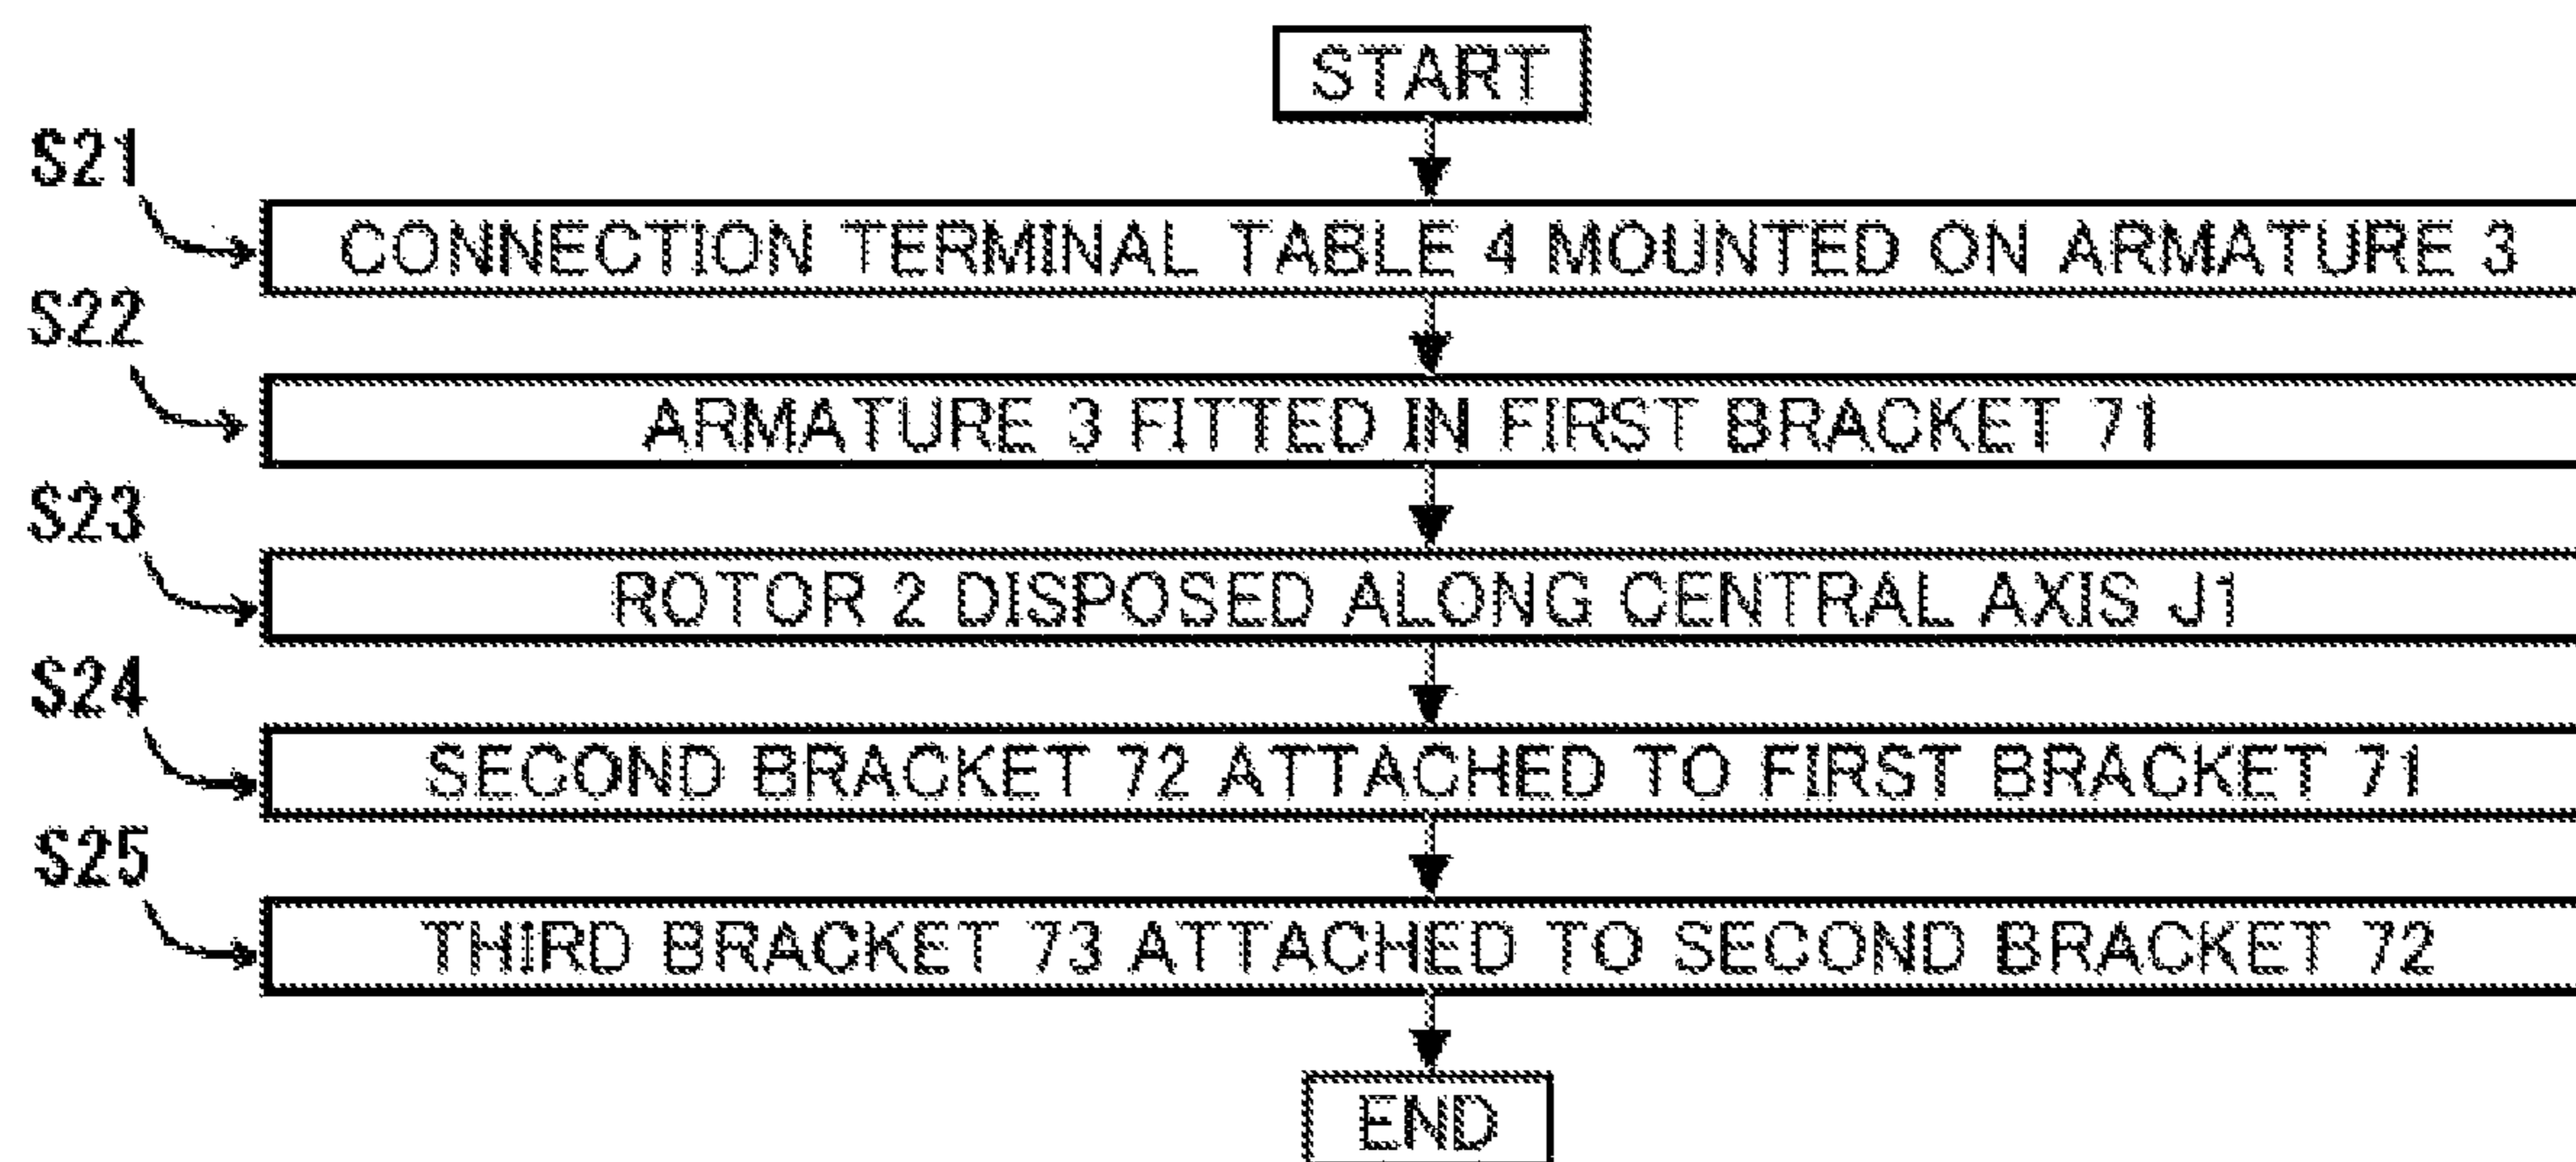 START
S21
CONNECTION TERMINAL TABLE 4 MOUNTED ON ARMATURE 3
S22
ARMATURE 3 FITTED IN FIRST BRACKET 71
S23
ROTOR 2 DISPOSED ALONG CENTRAL AXIS J1
S24
SECOND BRACKET 72 ATTACHED TO FIRST BRACKET 71
S25
THIRD BRACKET 73 ATTACHED TO SECOND BRACKET 72
END